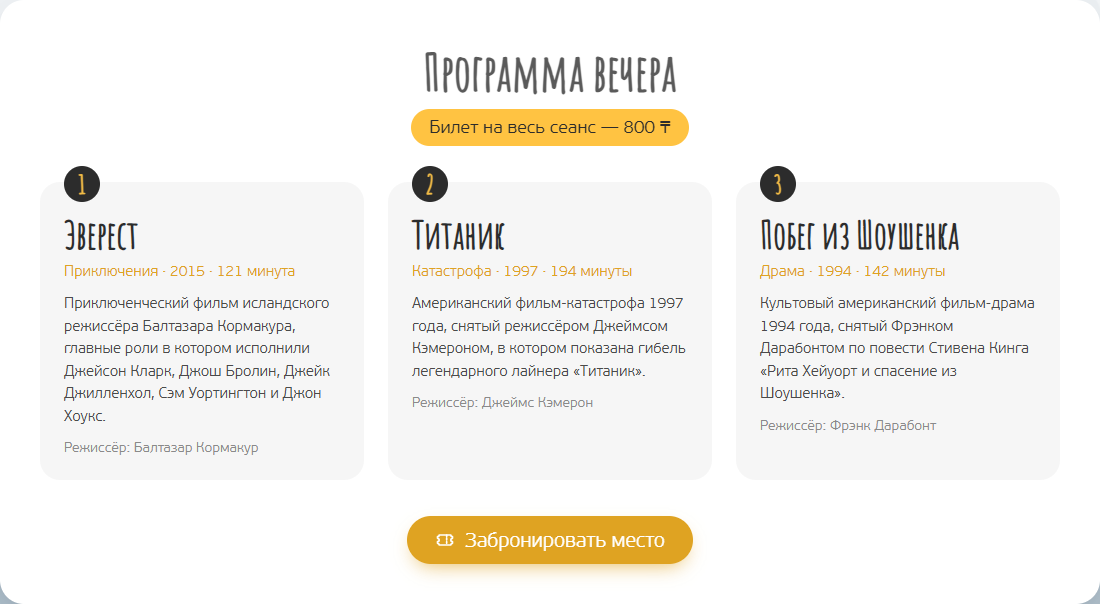 Программа вечера
Билет на весь сеанс — 800 ₸
1
Эверест
Приключения · 2015 · 121 минута
Приключенческий фильм исландского
режиссёра Балтазара Кормакура,
главные роли в котором исполнили
Джейсон Кларк, Джош Бролин, Джейк
Джилленхол, Сэм Уортингтон и Джон
Хоукс.
Режиссёр: Балтазар Кормакур
2
Титаник
Катастрофа · 1997 · 194 минуты
Американский фильм-катастрофа 1997
года, снятый режиссёром Джеймсом
Кэмероном, в котором показана гибель
легендарного лайнера «Титаник».
Режиссёр: Джеймс Кэмерон
3
Побег из Шоушенка
Драма · 1994 · 142 минуты
Культовый американский фильм-драма
1994 года, снятый Фрэнком
Дарабонтом по повести Стивена Кинга
«Рита Хейуорт и спасение из
Шоушенка».
Режиссёр: Фрэнк Дарабонт
Забронировать место